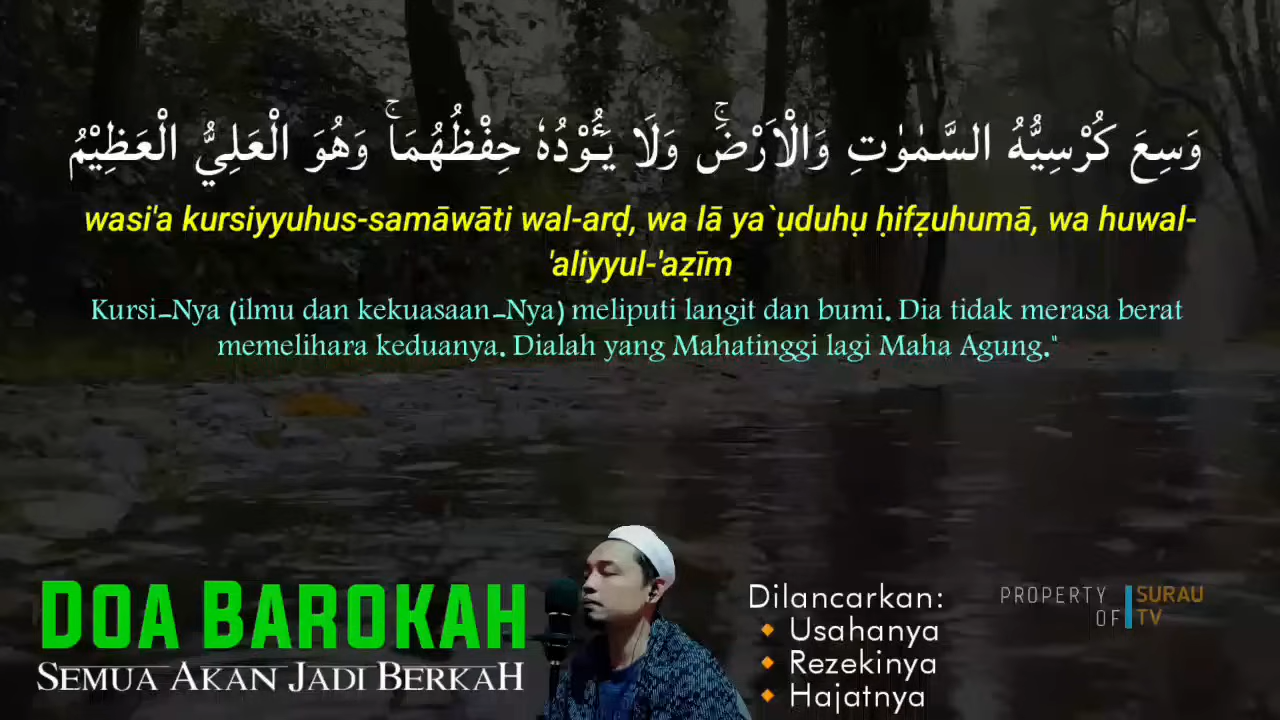 وَسِعَ كُرْسِيُّهُ السَّمٰوٰتِ وَالْاَرْضَۚ وَلَا يَـُٔوْدُهٗ حِفْظُهُمَاۚ وَهُوَ الْعَلِيُّ الْعَظِيْمُ
wasi'a kursiyyuhus-samāwāti wal-arḍ, wa lā ya`ụduhụ ḥifẓuhumā, wa huwal-
'aliyyul-'aẓīm
Kursi-Nya (ilmu dan kekuasaan-Nya) meliputi langit dan bumi. Dia tidak merasa berat
memelihara keduanya. Dialah yang Mahatinggi lagi Maha Agung."
DOA BAROKAH
SEMUA AKAN JADI BERKAH
Dilancarkan:
🔸 Usahanya
🔸 Rezekinya
🔸 Hajatnya
PROPERTY OF
SURAU TV